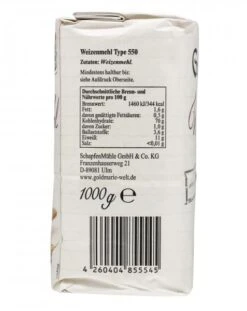 Weizenmehl Type 550
Zutaten: Weizenmehl.
Mindestens haltbar bis:
siehe Aufdruck Oberseite.
Durchschnittliche Brenn- und
Nährwerte pro 100 g
Brennwert: 1460 kJ/344 kcal
Fett: 1,6g
davon gesättigte Fettsäuren: 0,3 g
Kohlenhydrate: 70g
davon Zucker: 1,0g
Ballaststoffe: 3,6 g
Eiweiß: 11 g
Salz: <0,01 g
SchapfenMühle GmbH & Co. KG
Franzenhauserweg 21
D-89081 Ulm
www.goldmarie-welt.de
1000g ℮
4 260404 855545